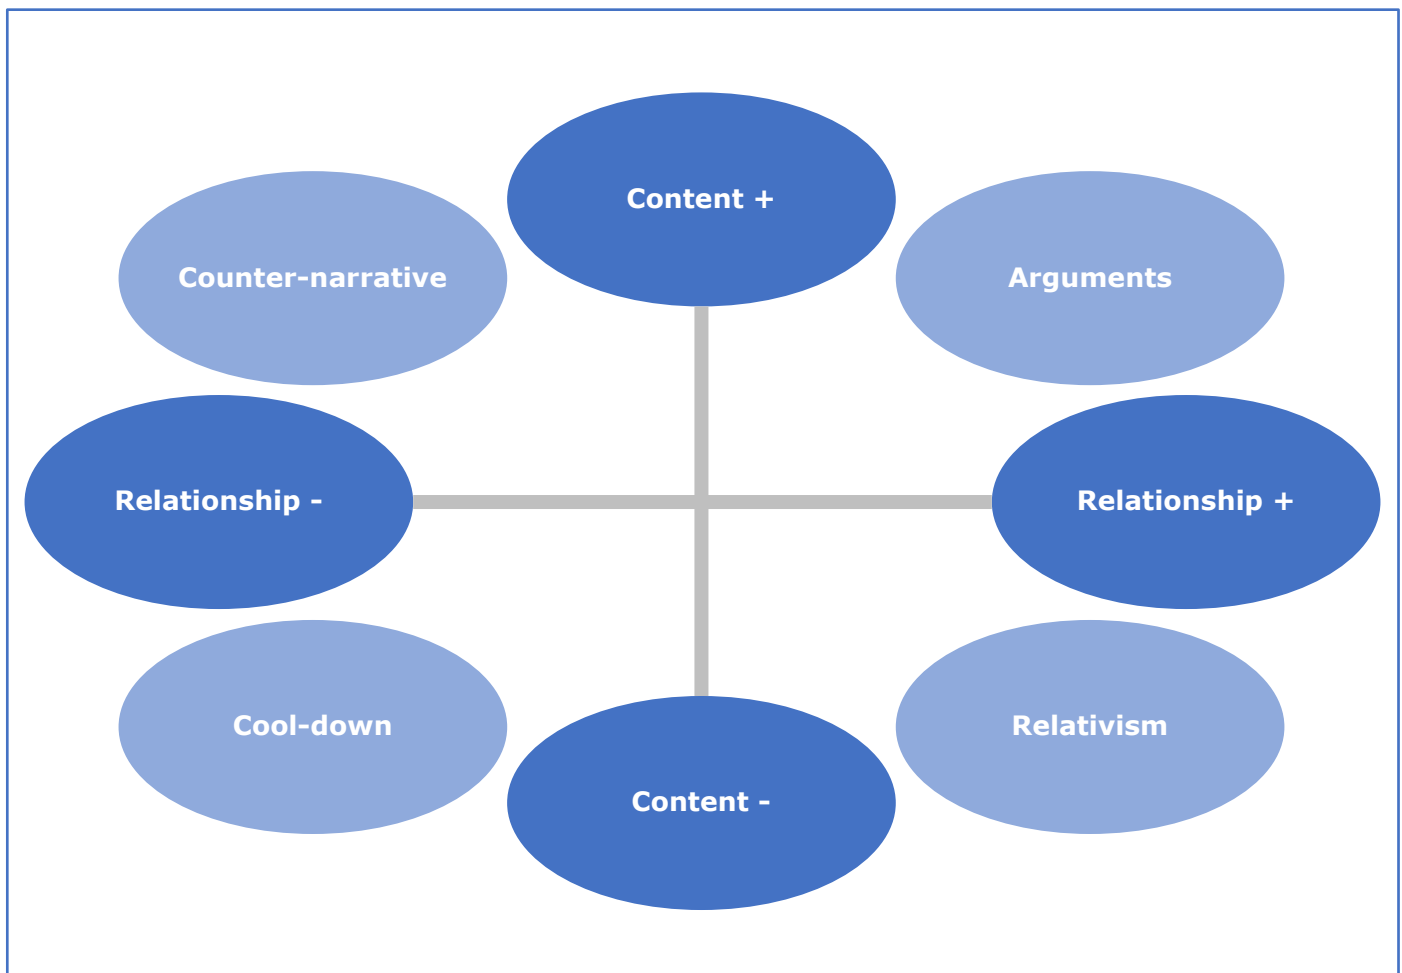 Content +
Counter-narrative
Arguments
Relationship -
Relationship +
Cool-down
Relativism
Content -